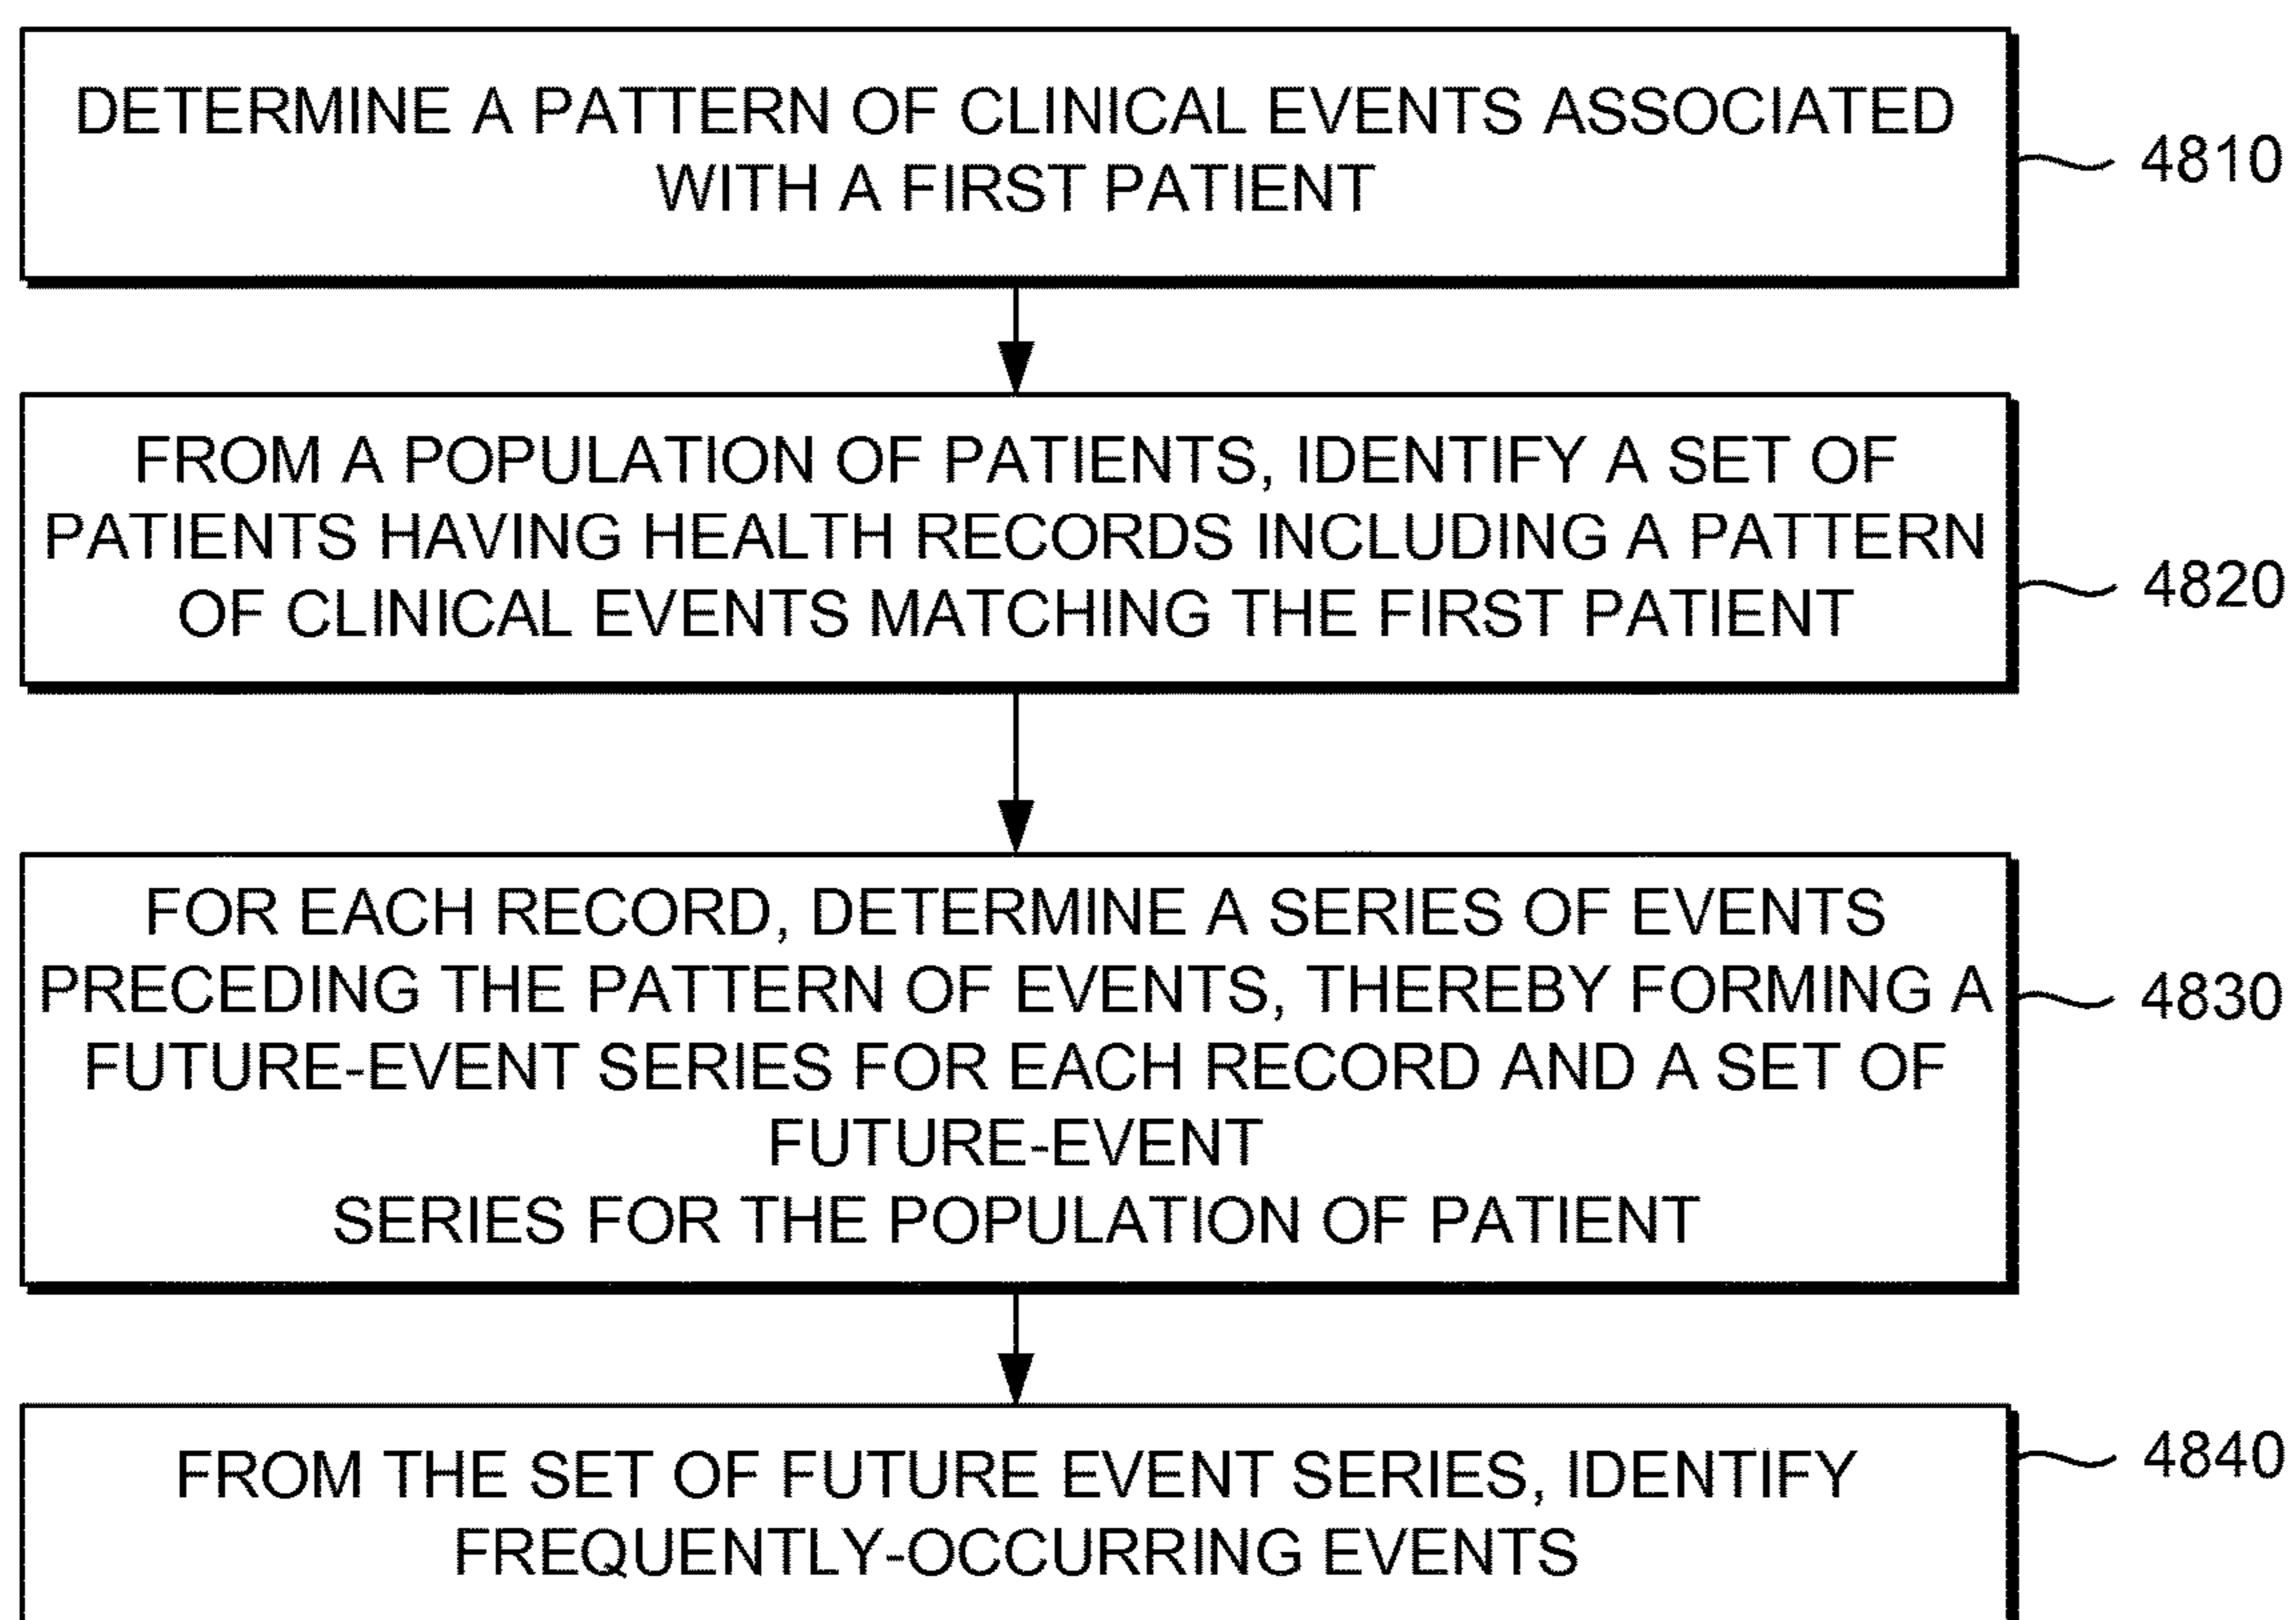 DETERMINE A PATTERN OF CLINICAL EVENTS ASSOCIATED
WITH A FIRST PATIENT
4810
FROM A POPULATION OF PATIENTS, IDENTIFY A SET OF
PATIENTS HAVING HEALTH RECORDS INCLUDING A PATTERN
OF CLINICAL EVENTS MATCHING THE FIRST PATIENT
4820
FOR EACH RECORD, DETERMINE A SERIES OF EVENTS
PRECEDING THE PATTERN OF EVENTS, THEREBY FORMING A
FUTURE-EVENT SERIES FOR EACH RECORD AND A SET OF
FUTURE-EVENT
SERIES FOR THE POPULATION OF PATIENT
4830
FROM THE SET OF FUTURE EVENT SERIES, IDENTIFY
FREQUENTLY-OCCURRING EVENTS
4840